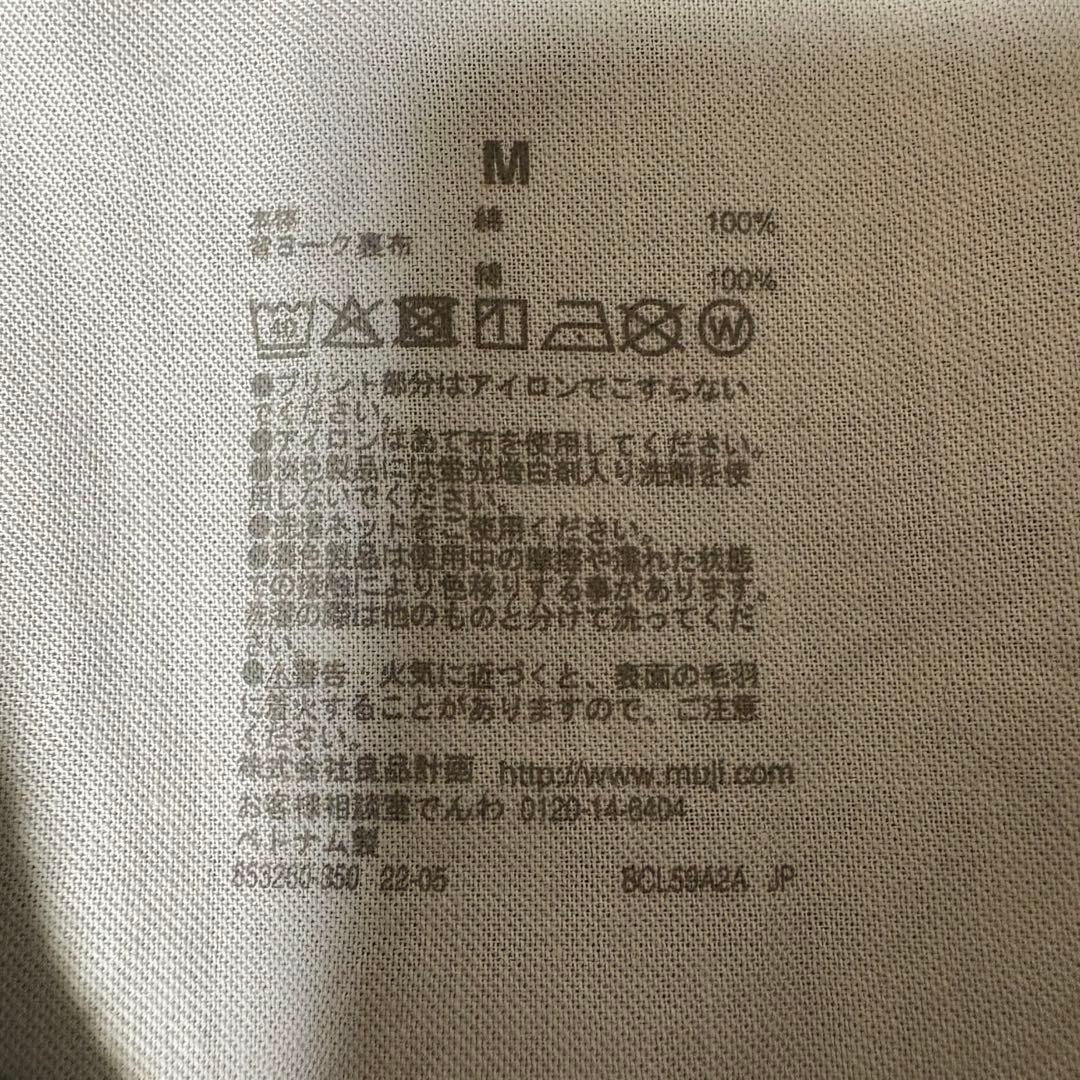 M
本体 綿 100%
後ヨーク裏布
綿 100%
40 W
●プリント部分はアイロンでこすらない
でください。
●アイロンはあて布を使用してください。
●淡色製品には蛍光増白剤入り洗剤を使
用しないでください。
●洗濯ネットをご使用ください。
●濃色製品は使用中の摩擦や濡れた状態
での接触により色移りする事があります。
洗濯の際は他のものと分けて洗ってくだ
さい。
●警告 火気に近づくと、表面の毛羽
に着火することがありますので、ご注意
ください。
株式会社良品計画 http://www.muji.com
お客様相談室でんわ 0120-14-6404
ベトナム製
22-05 JP